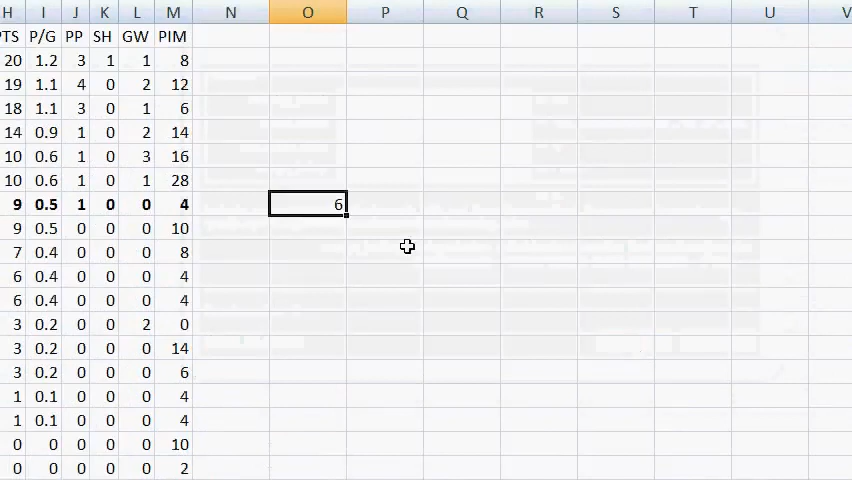 H I J K L M N O P Q R S T U V
PTS P/G PP SH GW PIM
20 1.2 3 1 1 8
19 1.1 4 0 2 12
18 1.1 3 0 1 6
14 0.9 1 0 2 14
10 0.6 1 0 3 16
10 0.6 1 0 1 28
9 0.5 1 0 0 4 6
9 0.5 0 0 0 10
7 0.4 0 0 0 8
6 0.4 0 0 0 4
6 0.4 0 0 0 4
3 0.2 0 0 2 0
3 0.2 0 0 0 14
3 0.2 0 0 0 6
1 0.1 0 0 0 4
1 0.1 0 0 0 4
0 0 0 0 0 10
0 0 0 0 0 2